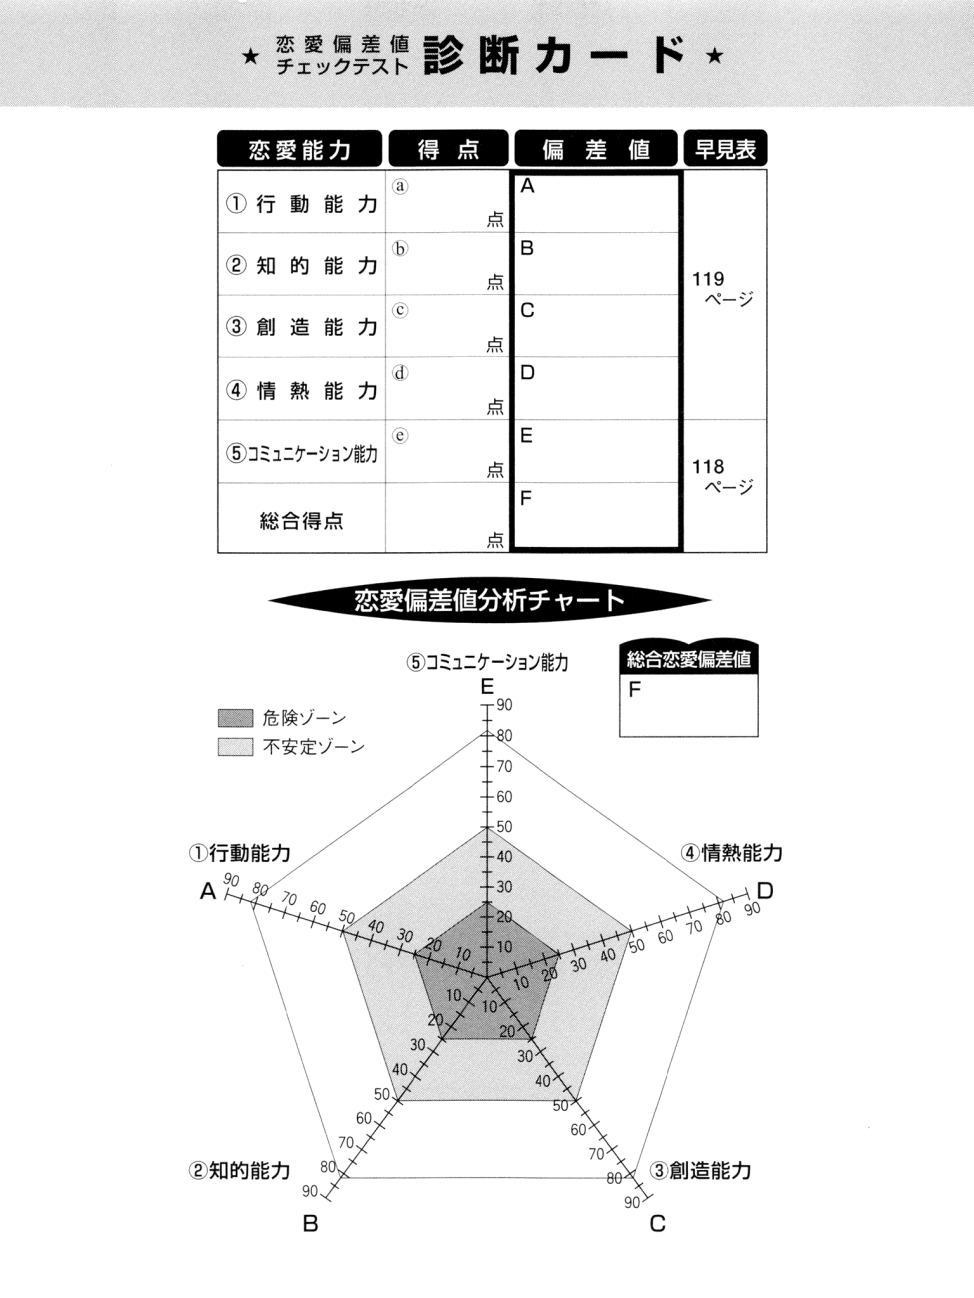 ★ 恋愛偏差値チェックテスト 診断カード ★
恋愛能力 得点 偏差値 早見表
①行動能力 ⓐ 点 A
②知的能力 ⓑ 点 B
119ページ
③創造能力 ⓒ 点 C
④情熱能力 ⓓ 点 D
⑤コミュニケーション能力 ⓔ 点 E
118ページ
総合得点 点 F
恋愛偏差値分析チャート
総合恋愛偏差値
F
危険ゾーン
不安定ゾーン
⑤コミュニケーション能力
E
90
80
70
60
50
40
30
20
10
①行動能力
A
90 80 70 60 50 40 30 20 10
④情熱能力
D
10 20 30 40 50 60 70 80 90
10
20
30
40
50
60
70
80
90
②知的能力
B
10
20
30
40
50
60
70
80
90
③創造能力
C